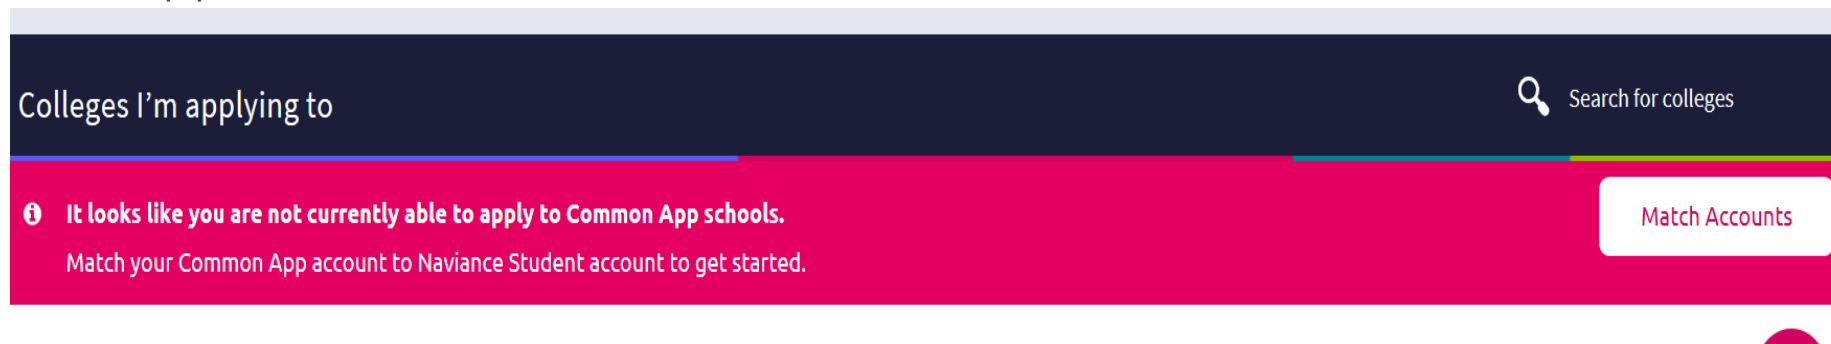 Colleges I'm applying to
Search for colleges
It looks like you are not currently able to apply to Common App schools.
Match Accounts
Match your Common App account to Naviance Student account to get started.